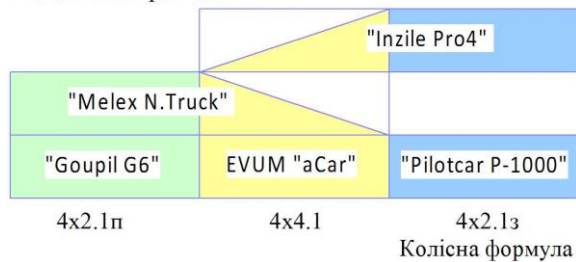 "Inzile Pro4"
"Melex N.Truck"
"Goupil G6" EVUM "aCar" "Pilotcar P-1000"
4x2.1п 4x4.1 4x2.1з
Колісна формула